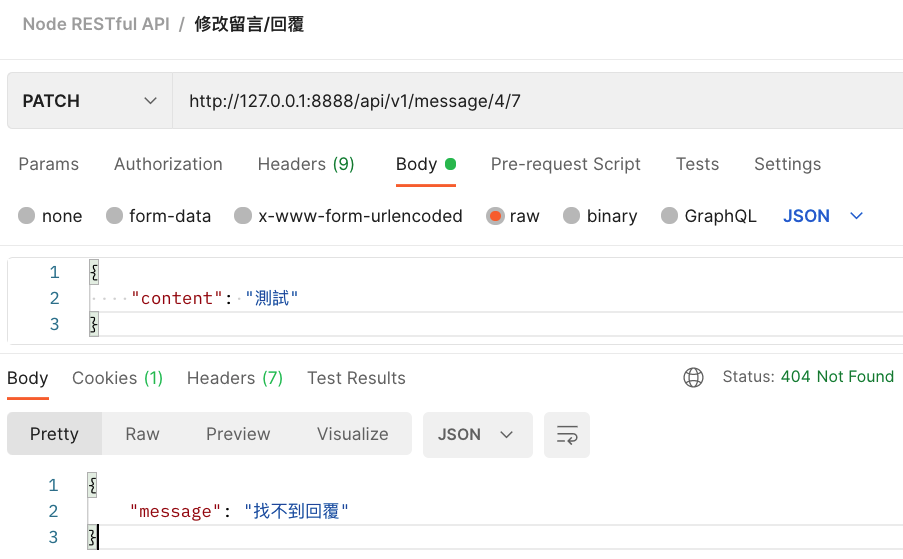 Node RESTful API / 修改留言/回覆
PATCH http://127.0.0.1:8888/api/v1/message/4/7
Params Authorization Headers (9) Body Pre-request Script Tests Settings
none form-data x-www-form-urlencoded raw binary GraphQL JSON
1 {
2 "content": "測試"
3 }
Body Cookies (1) Headers (7) Test Results Status: 404 Not Found
Pretty Raw Preview Visualize JSON
1 {
2 "message": "找不到回覆"
3 }